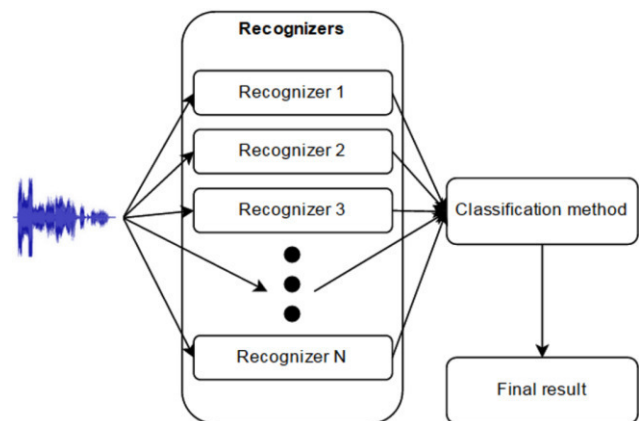 Recognizers
Recognizer 1
Recognizer 2
Recognizer 3
Recognizer N
Classification method
Final result